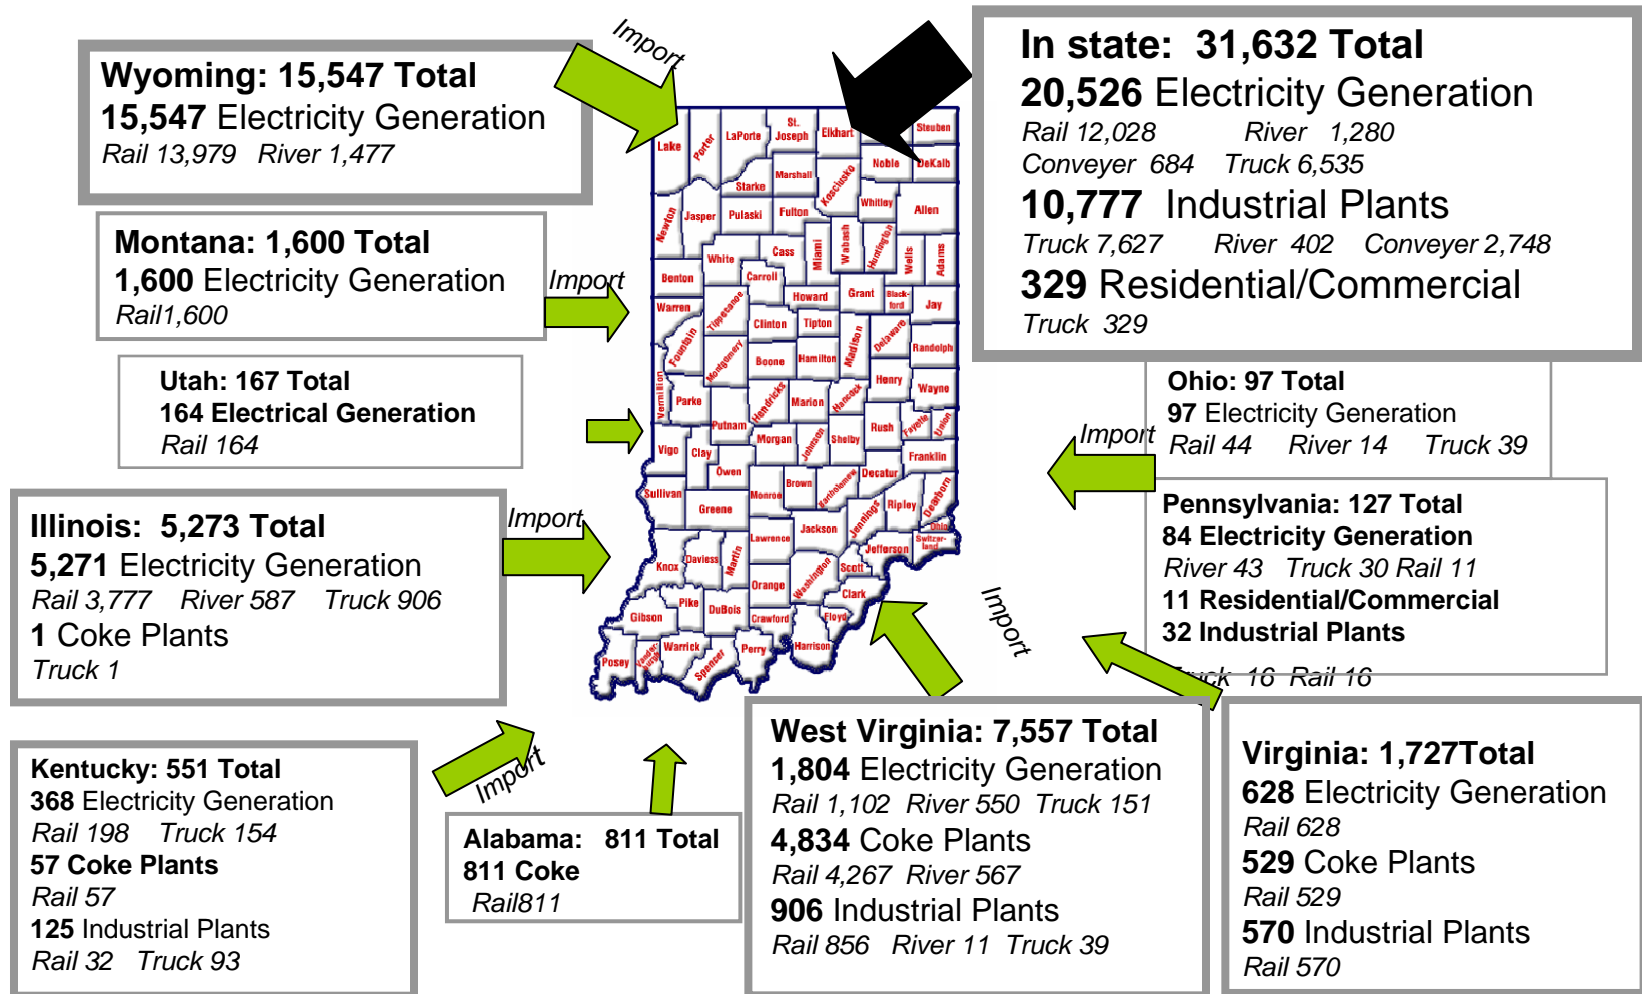 Import
Wyoming: 15,547 Total
15,547 Electricity Generation
Rail 13,979 River 1,477
In state: 31,632 Total
20,526 Electricity Generation
Rail 12,028 River 1,280
Conveyer 684 Truck 6,535
10,777 Industrial Plants
Truck 7,627 River 402 Conveyer 2,748
329 Residential/Commercial
Truck 329
Montana: 1,600 Total
1,600 Electricity Generation
Rail1,600
Import
Utah: 167 Total
164 Electrical Generation
Rail 164
Ohio: 97 Total
97 Electricity Generation
Rail 44 River 14 Truck 39
Import
Pennsylvania: 127 Total
84 Electricity Generation
River 43 Truck 30 Rail 11
11 Residential/Commercial
32 Industrial Plants
16 Rail 16
Illinois: 5,273 Total
5,271 Electricity Generation
Rail 3,777 River 587 Truck 906
1 Coke Plants
Truck 1
Import
Import
Kentucky: 551 Total
368 Electricity Generation
Rail 198 Truck 154
57 Coke Plants
Rail 57
125 Industrial Plants
Rail 32 Truck 93
Import
Alabama: 811 Total
811 Coke
Rail811
West Virginia: 7,557 Total
1,804 Electricity Generation
Rail 1,102 River 550 Truck 151
4,834 Coke Plants
Rail 4,267 River 567
906 Industrial Plants
Rail 856 River 11 Truck 39
Virginia: 1,727Total
628 Electricity Generation
Rail 628
529 Coke Plants
Rail 529
570 Industrial Plants
Rail 570
Lake
Porter
LaPorte
St. Joseph
Elkhart
Steuben
Noble
DeKalb
Starke
Marshall
Kosciusko
Whitley
Allen
Newton
Jasper
Pulaski
Fulton
White
Cass
Miami
Wabash
Huntington
Wells
Adams
Benton
Carroll
Howard
Grant
Black-
ford
Jay
Warren
Tippecanoe
Clinton
Tipton
Madison
Delaware
Randolph
Fountain
Montgomery
Boone
Hamilton
Henry
Wayne
Vermillion
Parke
Putnam
Hendricks
Marion
Hancock
Rush
Fayette
Union
Vigo
Clay
Owen
Morgan
Johnson
Shelby
Decatur
Franklin
Sullivan
Greene
Monroe
Brown
Bartholomew
Jennings
Ripley
Dearborn
Ohio
Switzer-
land
Knox
Daviess
Martin
Lawrence
Jackson
Jefferson
Scott
Washington
Orange
Clark
Gibson
Pike
DuBois
Crawford
Floyd
Harrison
Posey
Vander-
burgh
Warrick
Spencer
Perry